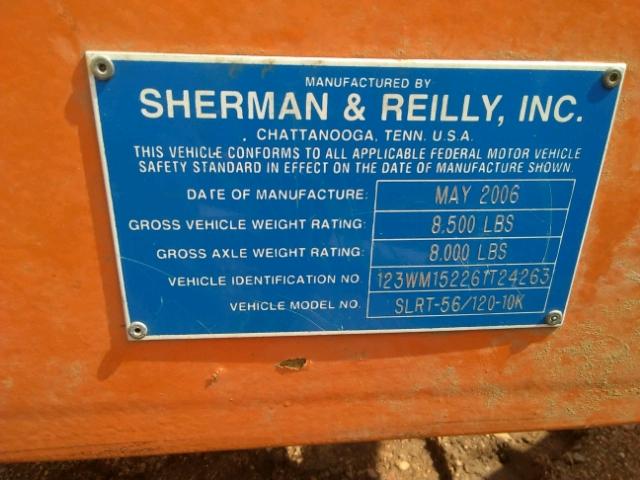 MANUFACTURED BY
SHERMAN & REILLY, INC.
CHATTANOOGA, TENN. U.S.A.
THIS VEHICLE CONFORMS TO ALL APPLICABLE FEDERAL MOTOR VEHICLE
SAFETY STANDARD IN EFFECT ON THE DATE OF MANUFACTURE SHOWN.
DATE OF MANUFACTURE: MAY 2006
GROSS VEHICLE WEIGHT RATING: 8,500 LBS
GROSS AXLE WEIGHT RATING: 8,000 LBS
VEHICLE IDENTIFICATION NO. 123WM152261T24263
VEHICLE MODEL NO. SLRT-56/120-10K